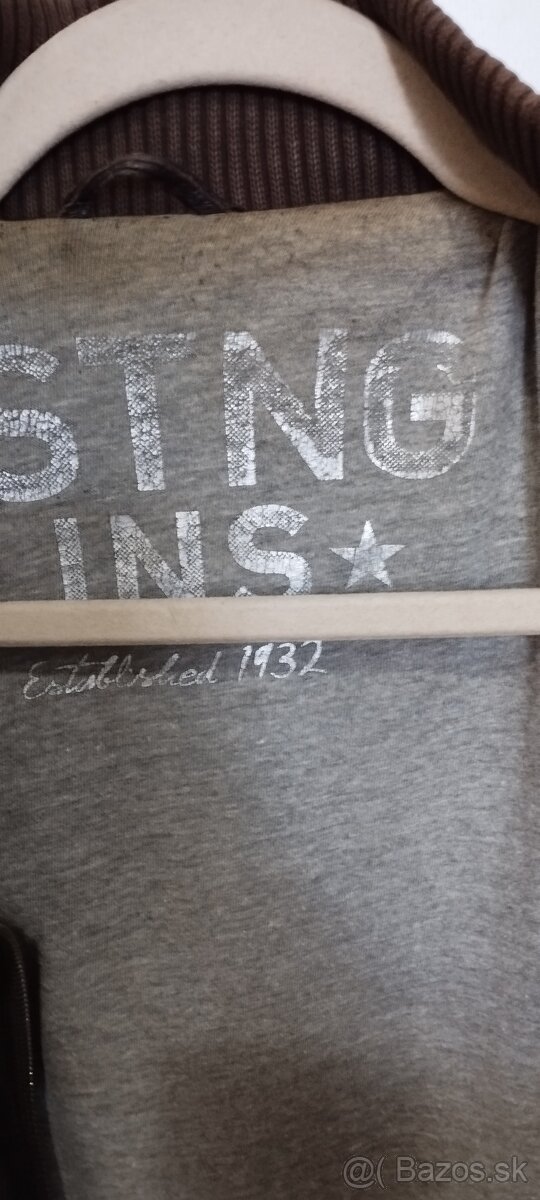 STNG
INS★
Established 1932
@( Bazos.sk